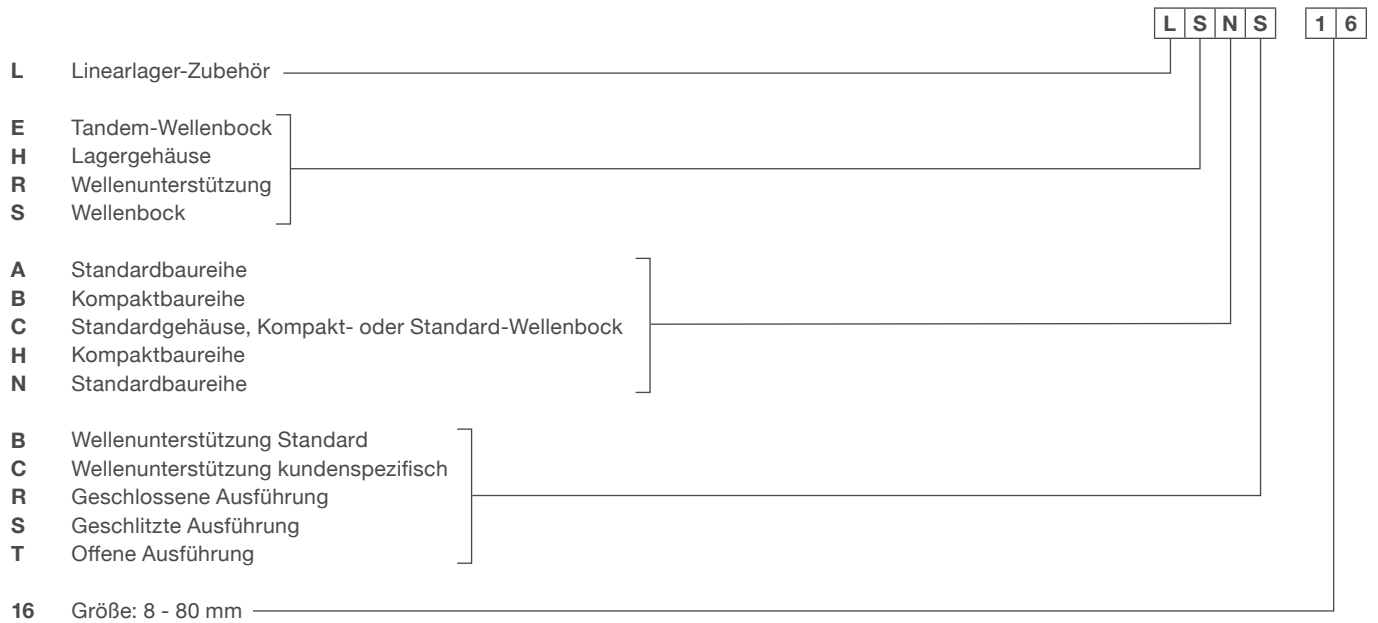 L S N S 1 6
L Linearlager-Zubehör
E Tandem-Wellenbock
H Lagergehäuse
R Wellenunterstützung
S Wellenbock
A Standardbaureihe
B Kompaktbaureihe
C Standardgehäuse, Kompakt- oder Standard-Wellenbock
H Kompaktbaureihe
N Standardbaureihe
B Wellenunterstützung Standard
C Wellenunterstützung kundenspezifisch
R Geschlossene Ausführung
S Geschlitzte Ausführung
T Offene Ausführung
16 Größe: 8 - 80 mm